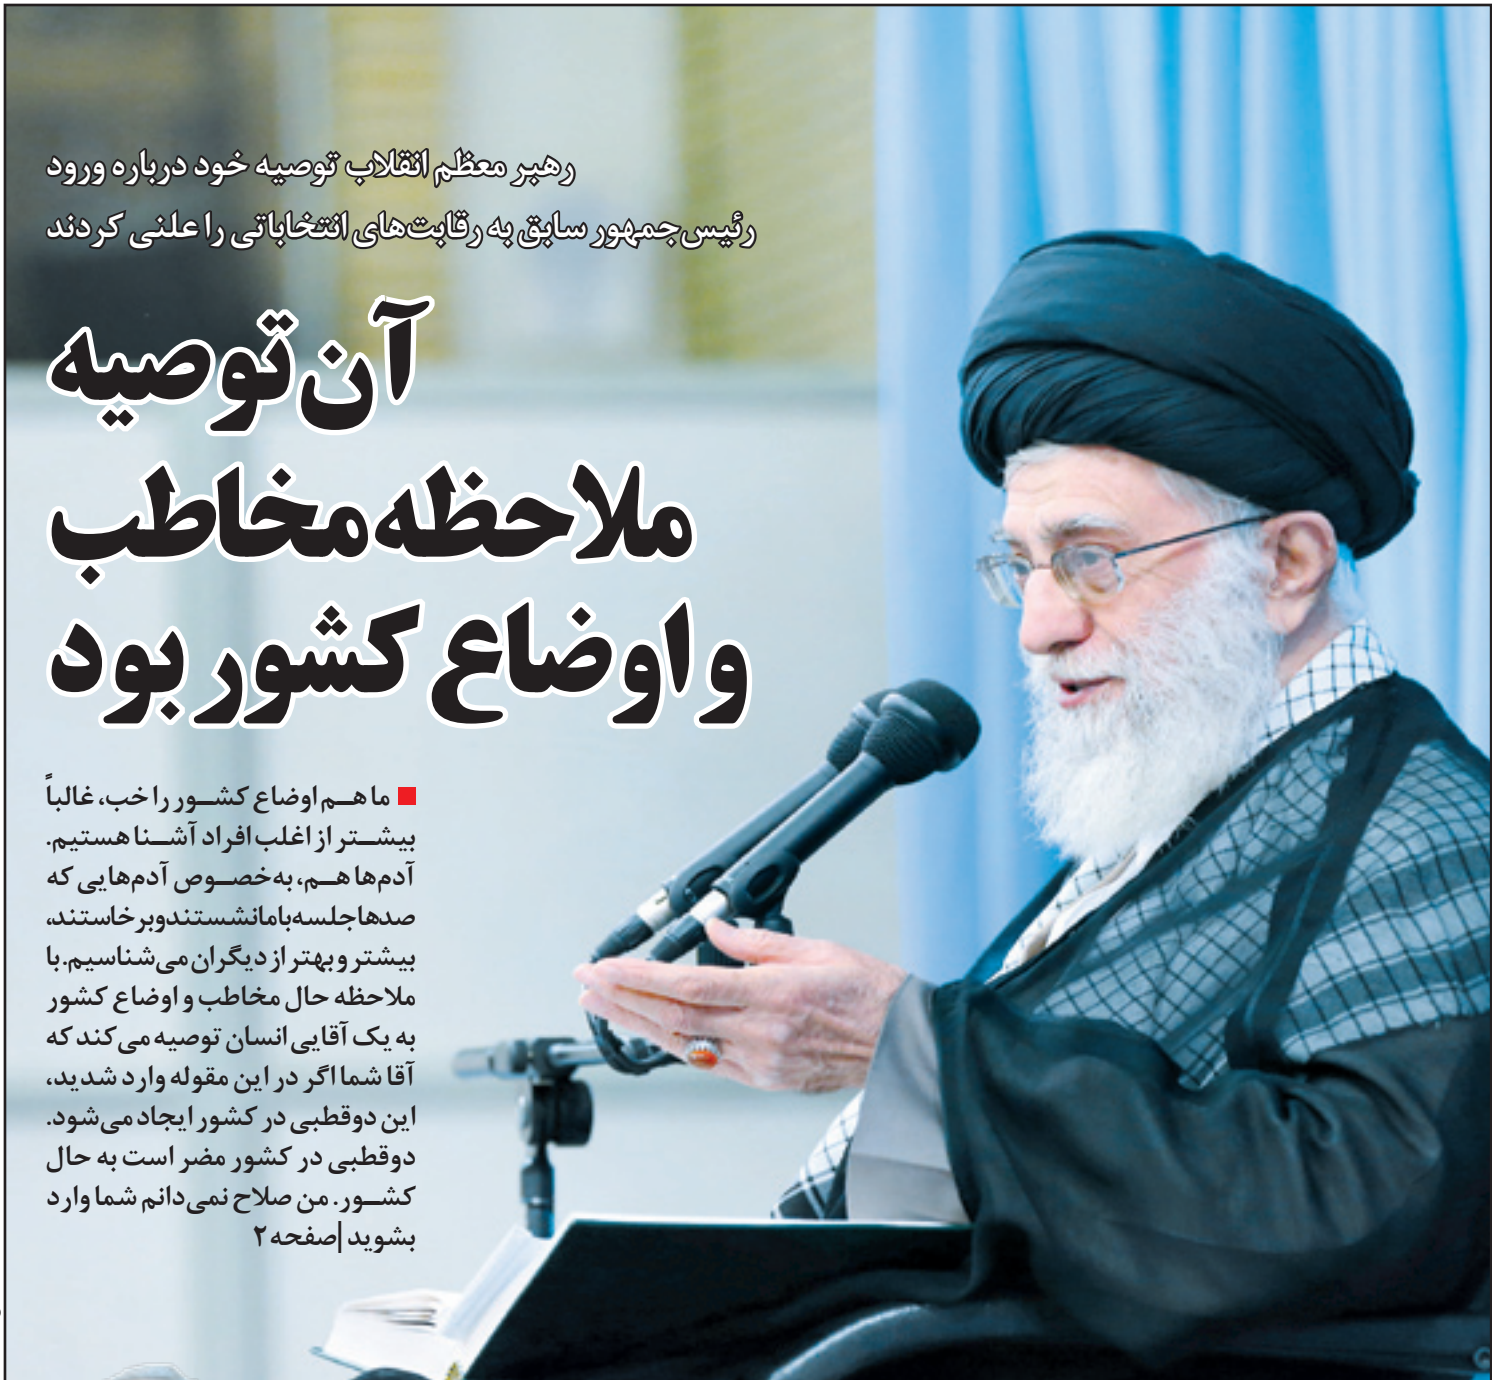 رهبر معظم انقلاب توصیه خود درباره ورود
رئیس‌جمهور سابق به رقابت‌های انتخاباتی را علنی کردند
آن توصیه
ملاحظه مخاطب
و اوضاع کشور بود
ما هم اوضاع کشور را خب، غالباً
بیشتر از اغلب افراد آشنا هستیم.
آدم‌ها هم، به‌خصوص آدم‌هایی که
صدها جلسه با ما نشستند و برخاستند،
بیشتر و بهتر از دیگران می‌شناسیم. با
ملاحظه حال مخاطب و اوضاع کشور
به یک آقایی انسان توصیه می‌کند که
آقا شما اگر در این مقوله وارد شدید،
این دوقطبی در کشور ایجاد می‌شود.
دوقطبی در کشور مضر است به حال
کشور. من صلاح نمی‌دانم شما وارد
بشوید |صفحه ۲